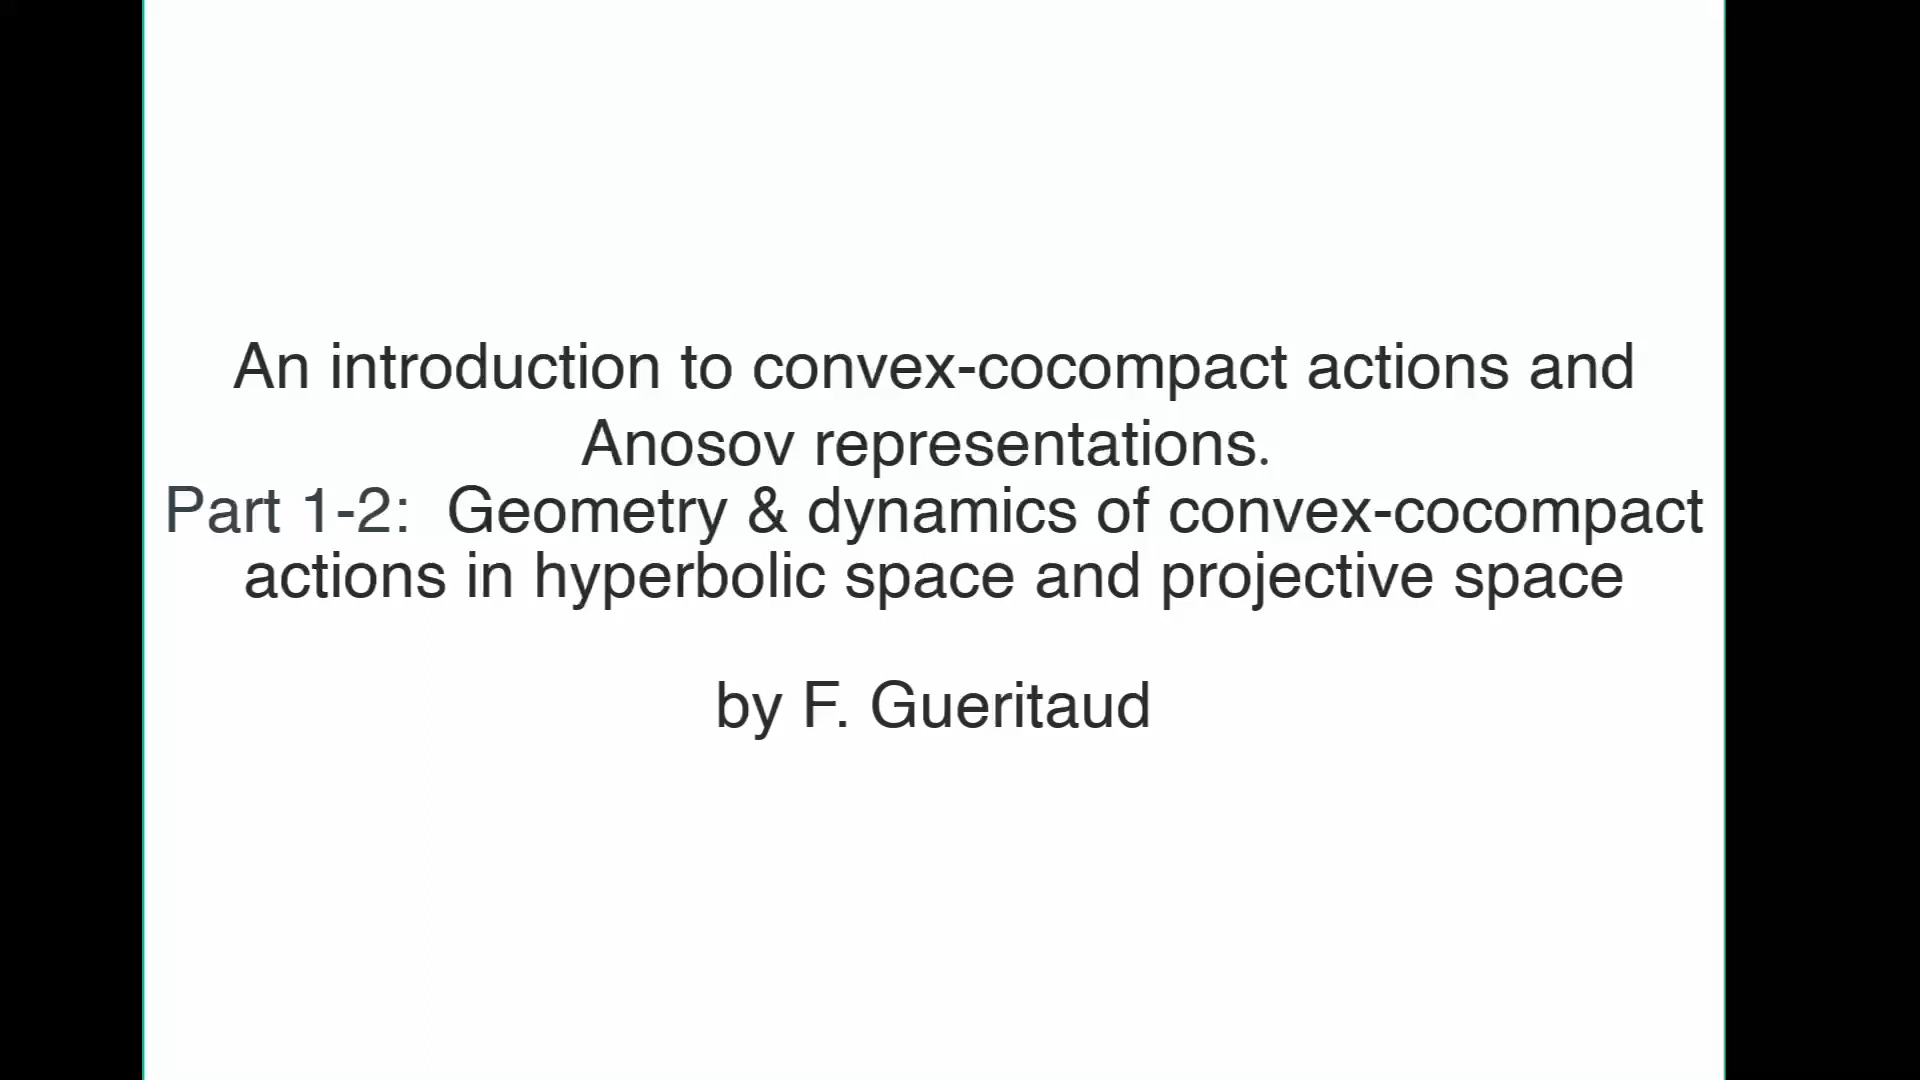 An introduction to convex-cocompact actions and
Anosov representations.
Part 1-2: Geometry & dynamics of convex-cocompact
actions in hyperbolic space and projective space
by F. Gueritaud